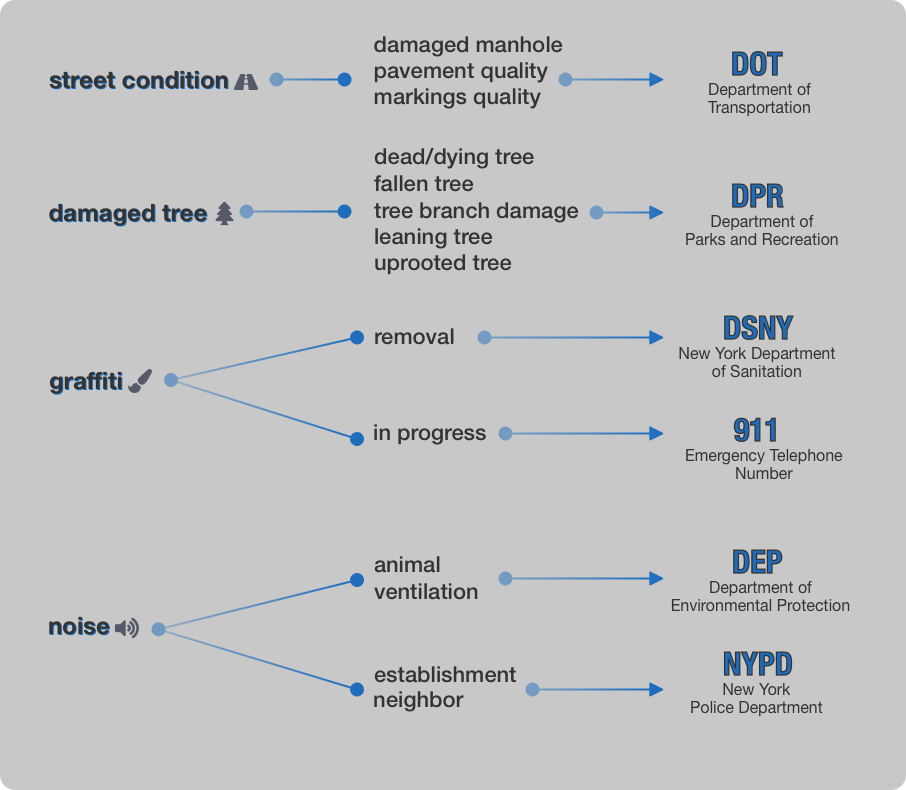 street condition
damaged manhole
pavement quality
markings quality
DOT
Department of
Transportation
damaged tree
dead/dying tree
fallen tree
tree branch damage
leaning tree
uprooted tree
DPR
Department of
Parks and Recreation
graffiti
removal
DSNY
New York Department
of Sanitation
in progress
911
Emergency Telephone
Number
noise
animal
ventilation
DEP
Department of
Environmental Protection
establishment
neighbor
NYPD
New York
Police Department